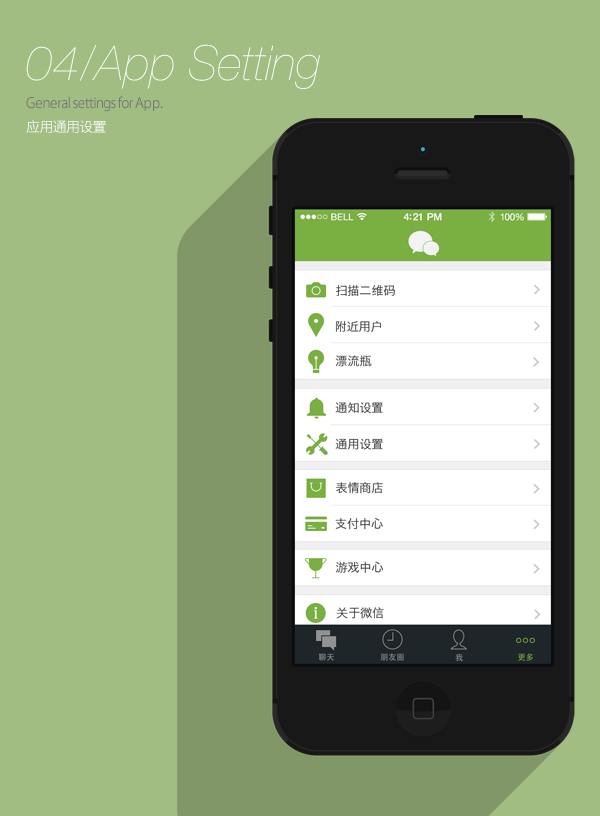 04/App Setting
General settings for App.
应用通用设置
BELL 4:21 PM 100%
扫描二维码
附近用户
漂流瓶
通知设置
通用设置
表情商店
支付中心
游戏中心
关于微信
聊天 朋友圈 我 更多